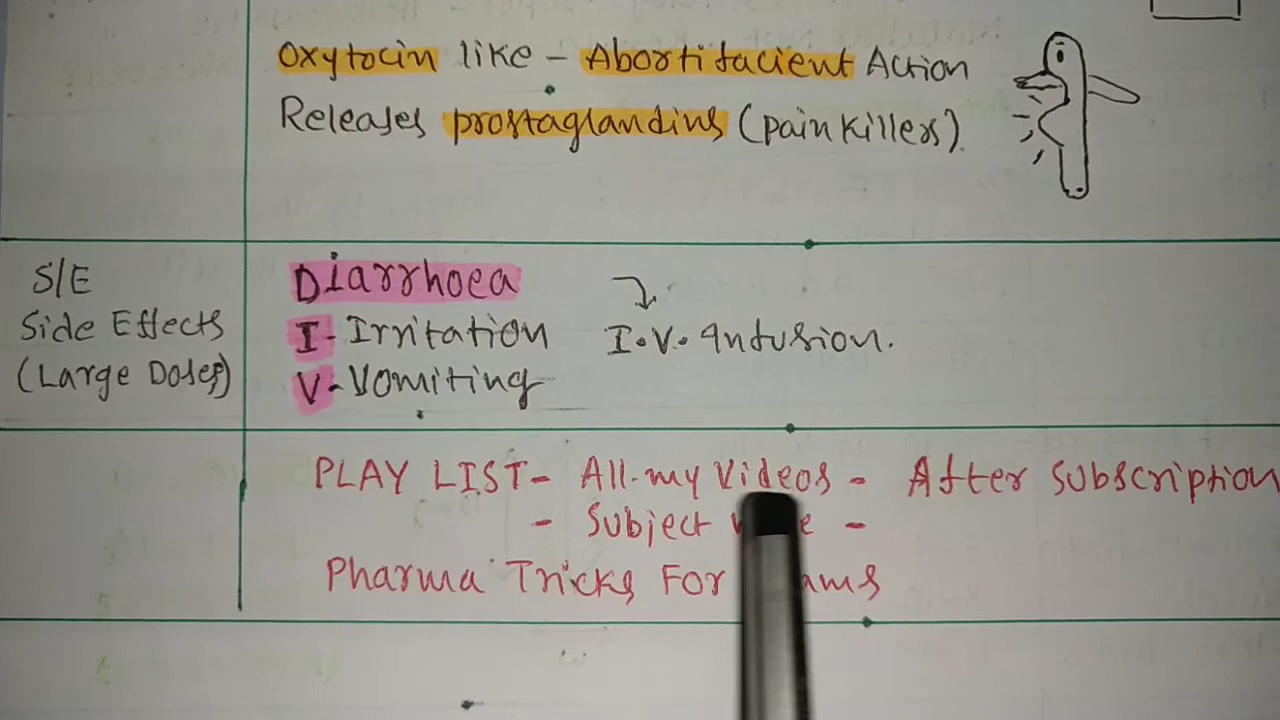 Oxytocin like - Abortifacient Action
Releases prostaglandins (Pain Killers).
S/E
Side Effects
(Large Doses)
Diarrhoea
I - Irritation I.V. Infusion.
V - Vomiting
PLAY LIST - All my Videos - After Subscription
- Subject -
Pharma Tricks For